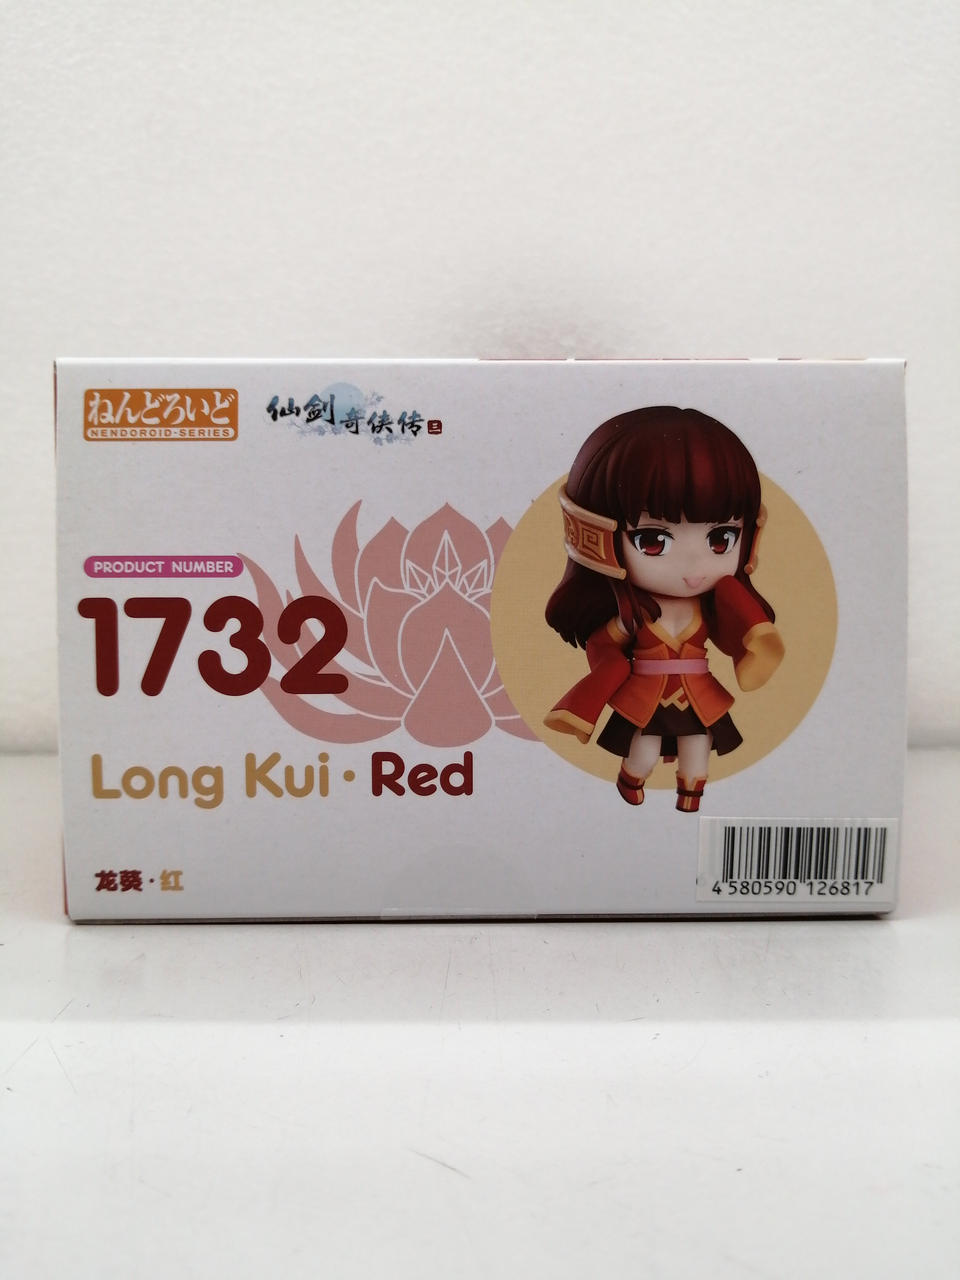 ねんどろいど
NENDOROID-SERIES
仙剑奇侠传三
PRODUCT NUMBER
1732
Long Kui・Red
龙葵・红
4 580590 126817